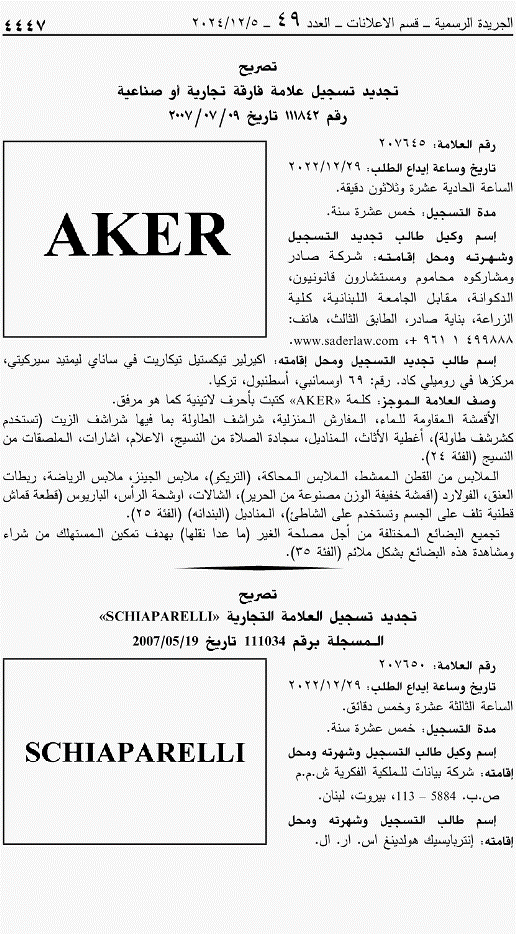 الجريدة الرسمية ـ قسم الاعلانات ـ العدد ٤٩ ـ ٢٠٢٤/١٢/٥
٤٤٤٧
تصريح
تجديد تسجيل علامة فارقة تجارية أو صناعية
رقم ١١١٨٤٢ تاريخ ٢٠٠٧/٠٧/٠٩
AKER
رقم العلامة: ٢٠٧٦٤٥
تاريخ وساعة إيداع الطلب: ٢٠٢٢/١٢/٢٩
الساعة الحادية عشرة وثلاثون دقيقة.
مدة التسجيل: خمس عشرة سنة.
إسم وكيل طالب تجديد التسجيل
وشهرته ومحل إقامته: شركة صادر
ومشاركوه محاموم ومستشارون قانونيون،
الدكوانة، مقابل الجامعة اللبنانية، كلية
الزراعة، بناية صادر، الطابق الثالث، هاتف:
٤٩٩٨٨٨ ١ ٩٦١ +، www.saderlaw.com.
إسم طالب تجديد التسجيل ومحل إقامته: اكيرلير تيكستيل تيكاريت في ساناي ليمتيد سيركيتي،
مركزها في روميلي كاد. رقم: ٦٩ اوسمانبي، أسطنبول، تركيا.
وصف العلامة الموجز: كلمة «AKER» كتبت بأحرف لاتينية كما هو مرفق.
الأقمشة المقاومة للماء، المفارش المنزلية، شراشف الطاولة بما فيها شراشف الزيت (تستخدم
كشرشف طاولة)، أغطية الأثاث، المناديل، سجادة الصلاة من النسيج، الاعلام، اشارات، الملصقات من
النسيج (الفئة ٢٤).
الملابس من القطن الممشط، الملابس المحاكة، (التريكو)، ملابس الجينز، ملابس الرياضة، ربطات
العنق، الفولارد (اقمشة خفيفة الوزن مصنوعة من الحرير)، الشالات، اوشحة الرأس، الباريوس (قطعة قماش
قطنية تلف على الجسم وتستخدم على الشاطئ)، المناديل (البندانه) (الفئة ٢٥).
تجميع البضائع المختلفة من أجل مصلحة الغير (ما عدا نقلها) بهدف تمكين المستهلك من شراء
ومشاهدة هذه البضائع بشكل ملائم (الفئة ٣٥).
تصريح
تجديد تسجيل العلامة التجارية «SCHIAPARELLI»
المسجلة برقم 111034 تاريخ 2007/05/19
SCHIAPARELLI
رقم العلامة: ٢٠٧٦٥٠
تاريخ وساعة إيداع الطلب: ٢٠٢٢/١٢/٢٩
الساعة الثالثة عشرة وخمس دقائق.
مدة التسجيل: خمس عشرة سنة.
إسم وكيل طالب التسجيل وشهرته ومحل
إقامته: شركة بيانات للملكية الفكرية ش.م.م
ص.ب. 5884 – 113، بيروت، لبنان.
إسم طالب التسجيل وشهرته ومحل
إقامته: إنتربايسيك هولدينغ اس. ار. ال.